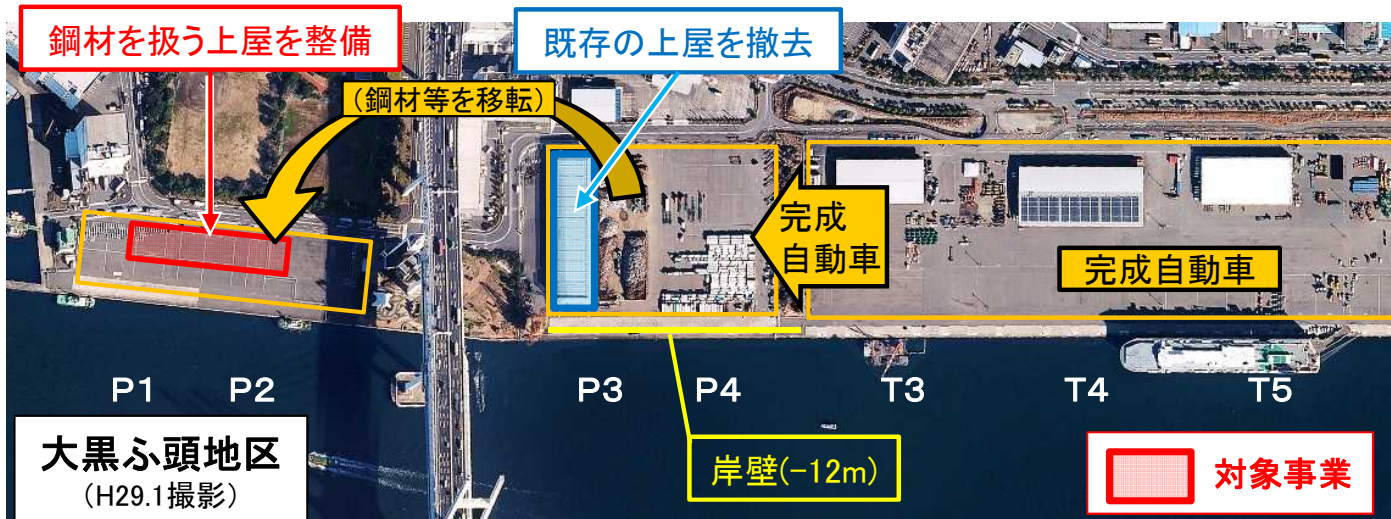 鋼材を扱う上屋を整備
既存の上屋を撤去
(鋼材等を移転)
完成
自動車
完成自動車
P1
P2
P3
P4
T3
T4
T5
大黒ふ頭地区
(H29.1撮影)
岸壁(-12m)
対象事業